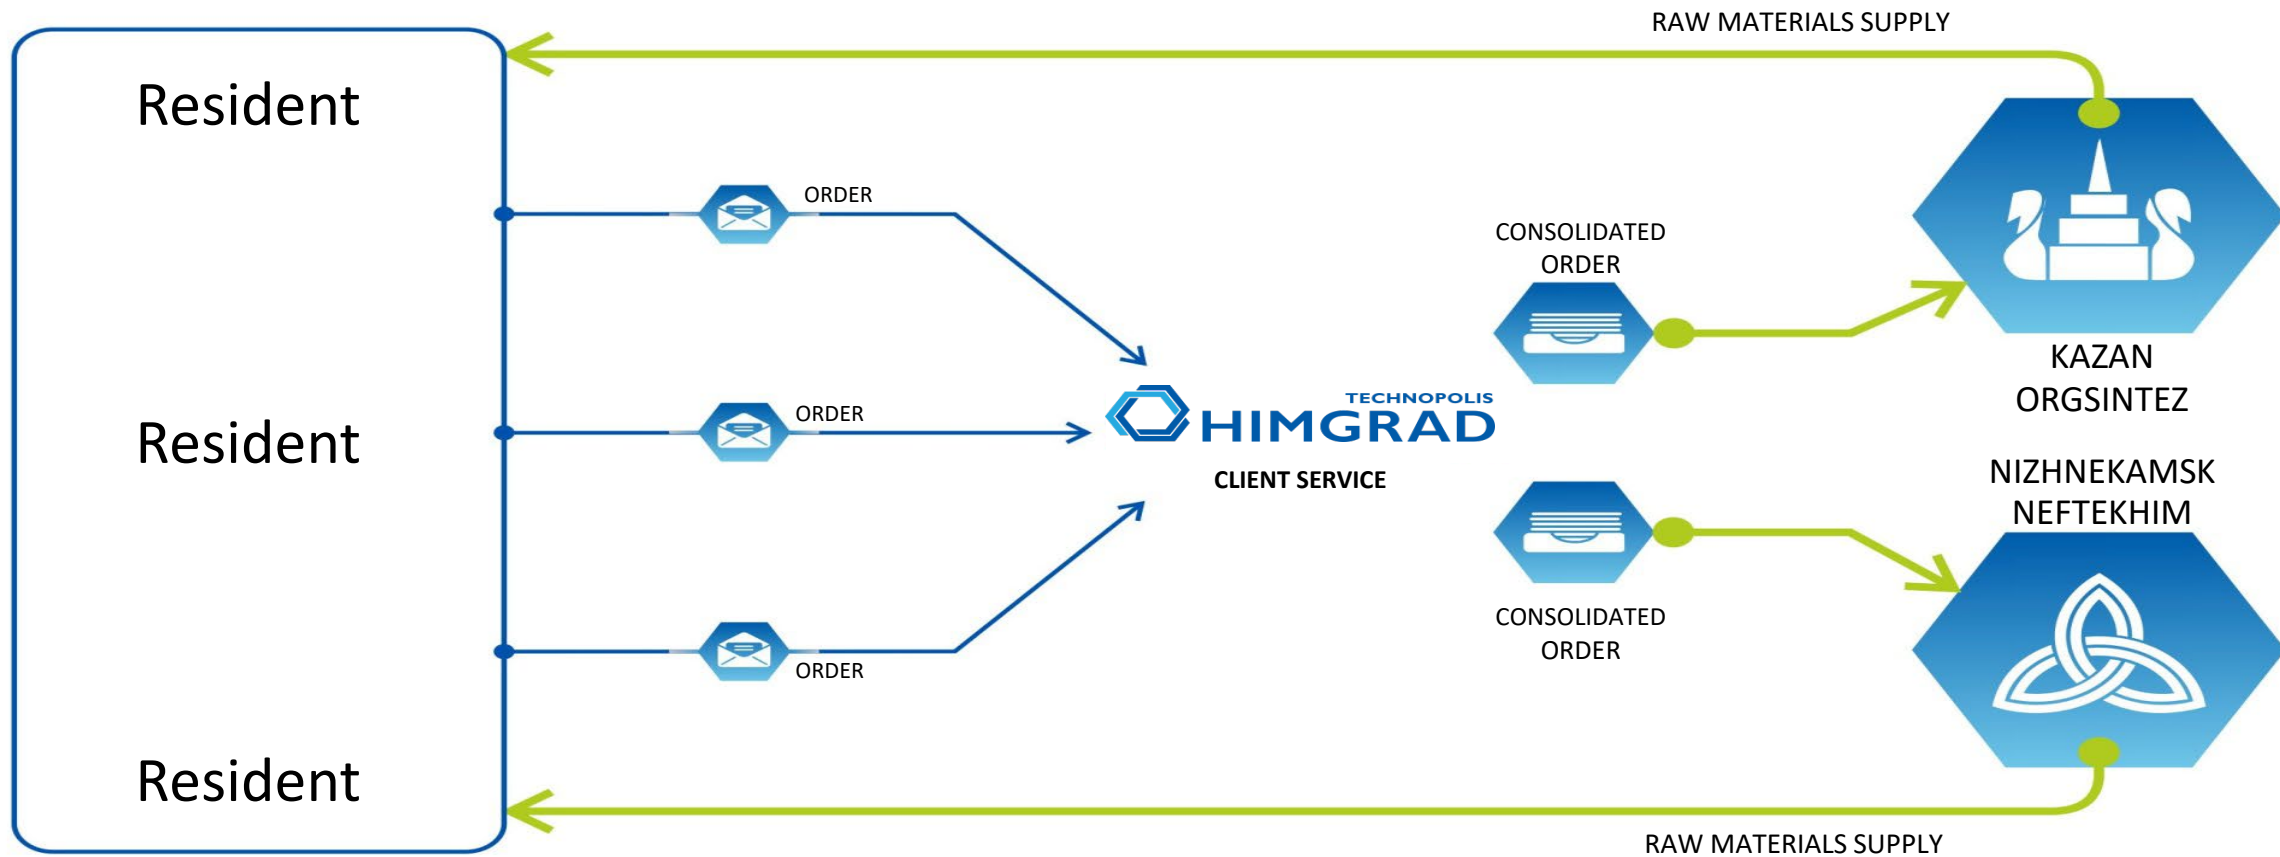 RAW MATERIALS SUPPLY
Resident
ORDER
CONSOLIDATED
ORDER
KAZAN
ORGSINTEZ
Resident
ORDER
TECHNOPOLIS
HIMGRAD
CLIENT SERVICE
NIZHNEKAMSK
NEFTEKHIM
CONSOLIDATED
ORDER
ORDER
Resident
RAW MATERIALS SUPPLY